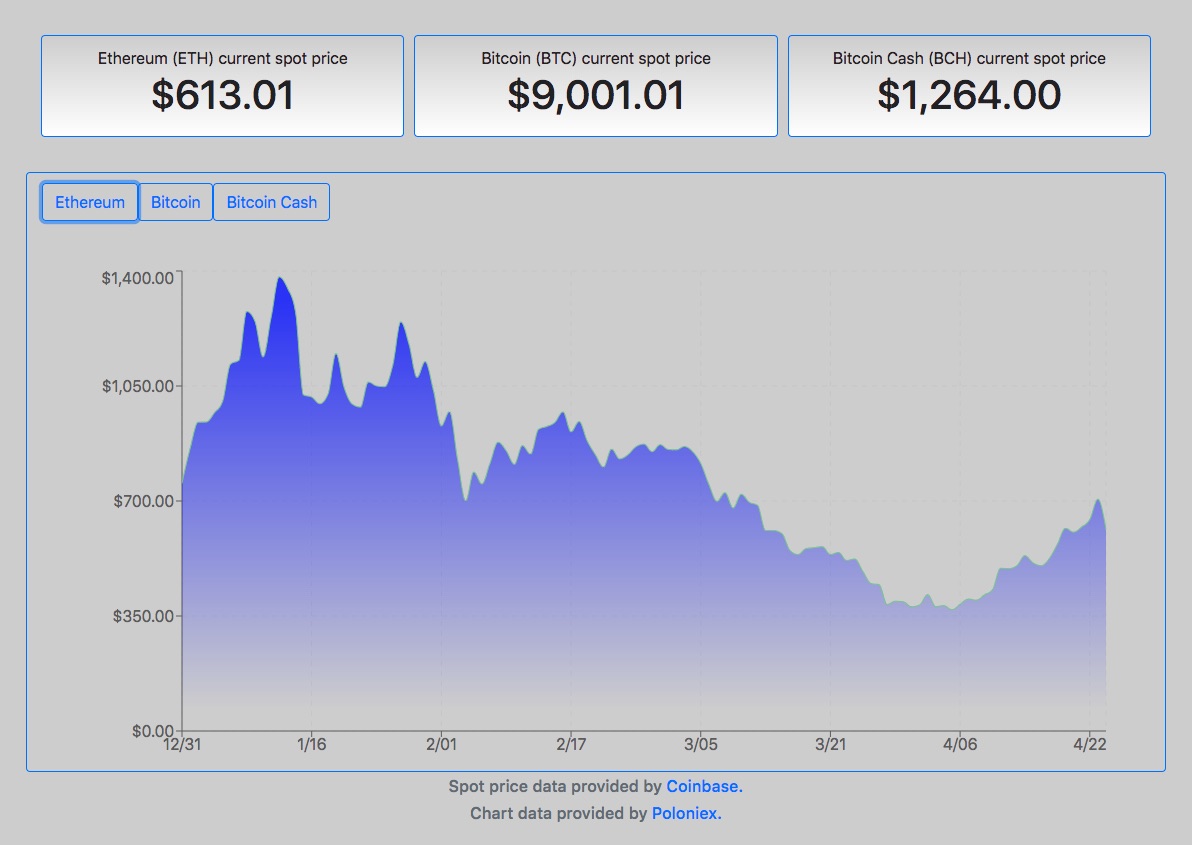 Ethereum (ETH) current spot price
$613.01
Bitcoin (BTC) current spot price
$9,001.01
Bitcoin Cash (BCH) current spot price
$1,264.00
Ethereum
Bitcoin
Bitcoin Cash
$1,400.00
$1,050.00
$700.00
$350.00
$0.00
12/31
1/16
2/01
2/17
3/05
3/21
4/06
4/22
Spot price data provided by Coinbase.
Chart data provided by Poloniex.